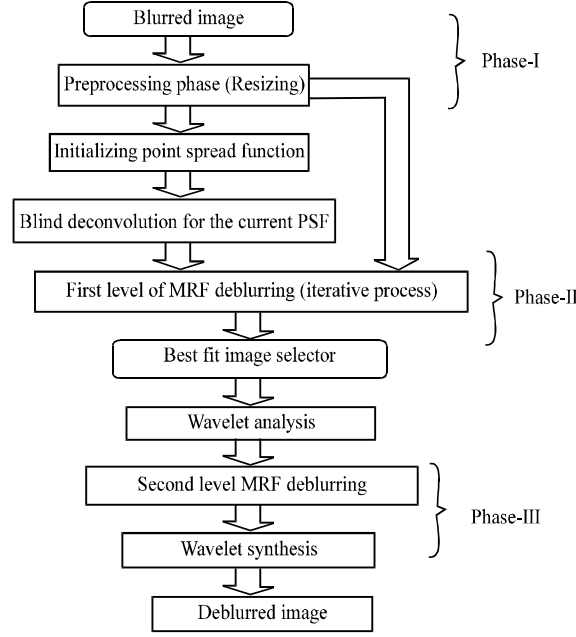 Blurred image
Phase-I
Preprocessing phase (Resizing)
Initializing point spread function
Blind deconvolution for the current PSF
First level of MRF deblurring (iterative process)
Phase-II
Best fit image selector
Wavelet analysis
Second level MRF deblurring
Phase-III
Wavelet synthesis
Deblurred image